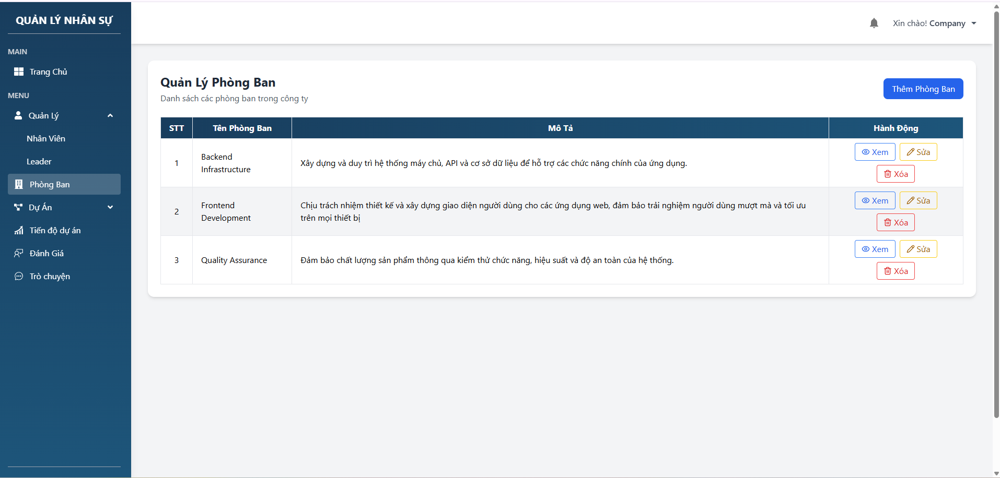 QUẢN LÝ NHÂN SỰ
MAIN
Trang Chủ
MENU
Quản Lý
Nhân Viên
Leader
Phòng Ban
Dự Án
Tiến độ dự án
Đánh Giá
Trò chuyện
Xin chào! Company
Quản Lý Phòng Ban
Danh sách các phòng ban trong công ty
Thêm Phòng Ban
STT Tên Phòng Ban Mô Tả Hành Động
1
Backend
Infrastructure
Xây dựng và duy trì hệ thống máy chủ, API và cơ sở dữ liệu để hỗ trợ các chức năng chính của ứng dụng.
Xem Sửa
Xóa
2
Frontend
Development
Chịu trách nhiệm thiết kế và xây dựng giao diện người dùng cho các ứng dụng web, đảm bảo trải nghiệm người dùng mượt mà và tối ưu
trên mọi thiết bị
Xem Sửa
Xóa
3
Quality Assurance
Đảm bảo chất lượng sản phẩm thông qua kiểm thử chức năng, hiệu suất và độ an toàn của hệ thống.
Xem Sửa
Xóa